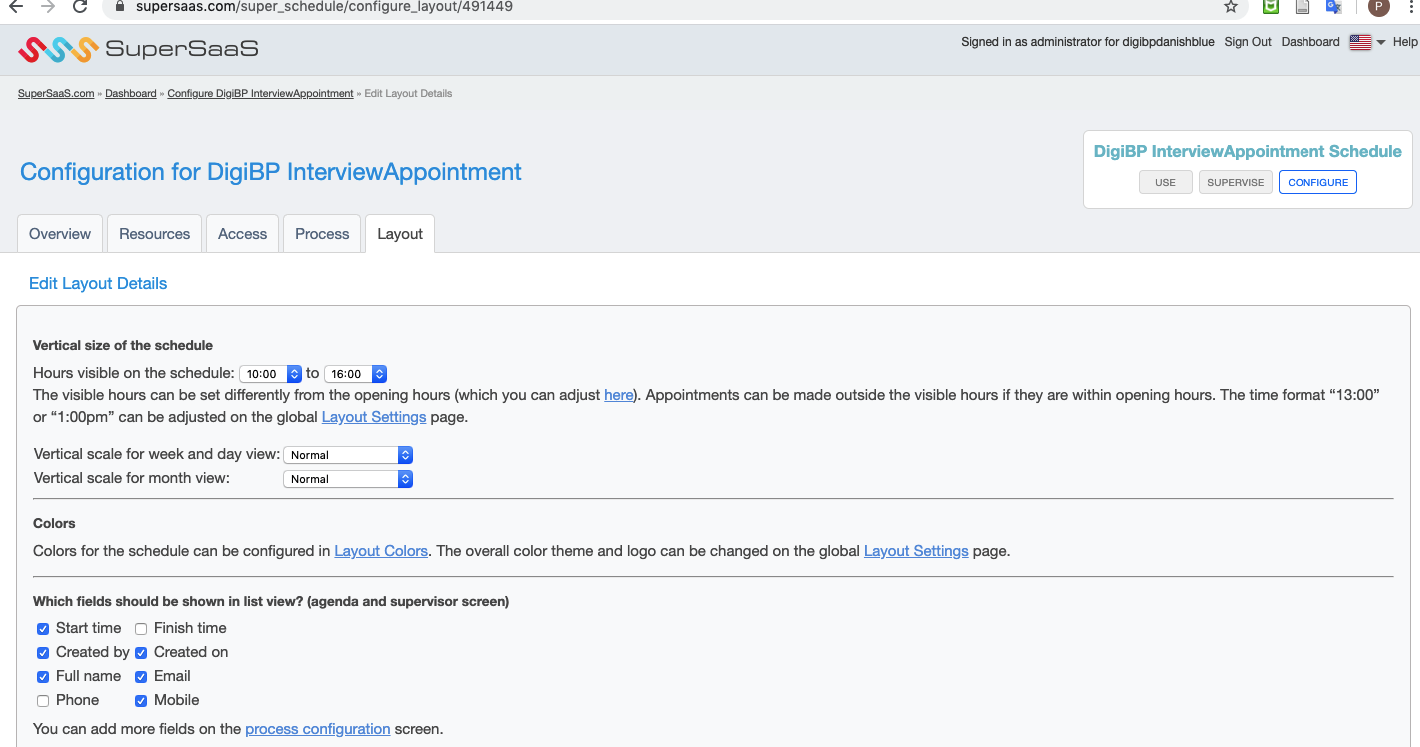 supersaas.com/super_schedule/configure_layout/491449
P
SuperSaaS
Signed in as administrator for digibpdanishblue Sign Out Dashboard Help
SuperSaaS.com » Dashboard » Configure DigiBP InterviewAppointment » Edit Layout Details
DigiBP InterviewAppointment Schedule
USE SUPERVISE CONFIGURE
Configuration for DigiBP InterviewAppointment
Overview Resources Access Process Layout
Edit Layout Details
Vertical size of the schedule
Hours visible on the schedule: 10:00 to 16:00
The visible hours can be set differently from the opening hours (which you can adjust here). Appointments can be made outside the visible hours if they are within opening hours. The time format “13:00”
or “1:00pm” can be adjusted on the global Layout Settings page.
Vertical scale for week and day view: Normal
Vertical scale for month view: Normal
Colors
Colors for the schedule can be configured in Layout Colors. The overall color theme and logo can be changed on the global Layout Settings page.
Which fields should be shown in list view? (agenda and supervisor screen)
Start time Finish time
Created by Created on
Full name Email
Phone Mobile
You can add more fields on the process configuration screen.